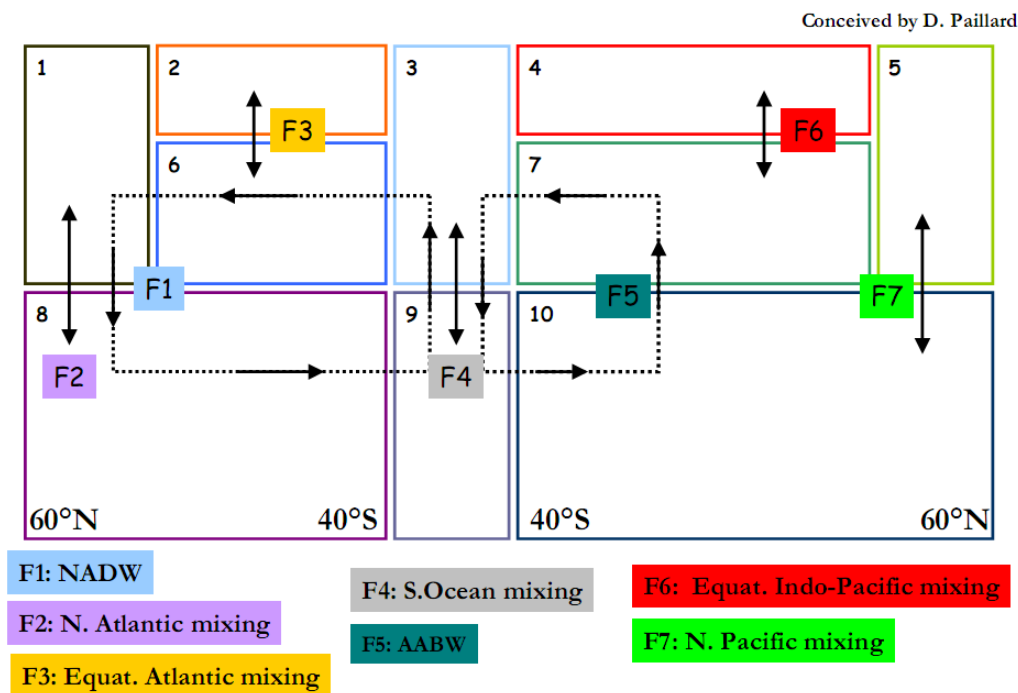 Conceived by D. Paillard
1
2
3
4
5
F3
F6
6
7
F1
F5
F7
8
9
10
F2
F4
60°N
40°S
40°S
60°N
F1: NADW
F2: N. Atlantic mixing
F3: Equat. Atlantic mixing
F4: S.Ocean mixing
F5: AABW
F6: Equat. Indo-Pacific mixing
F7: N. Pacific mixing